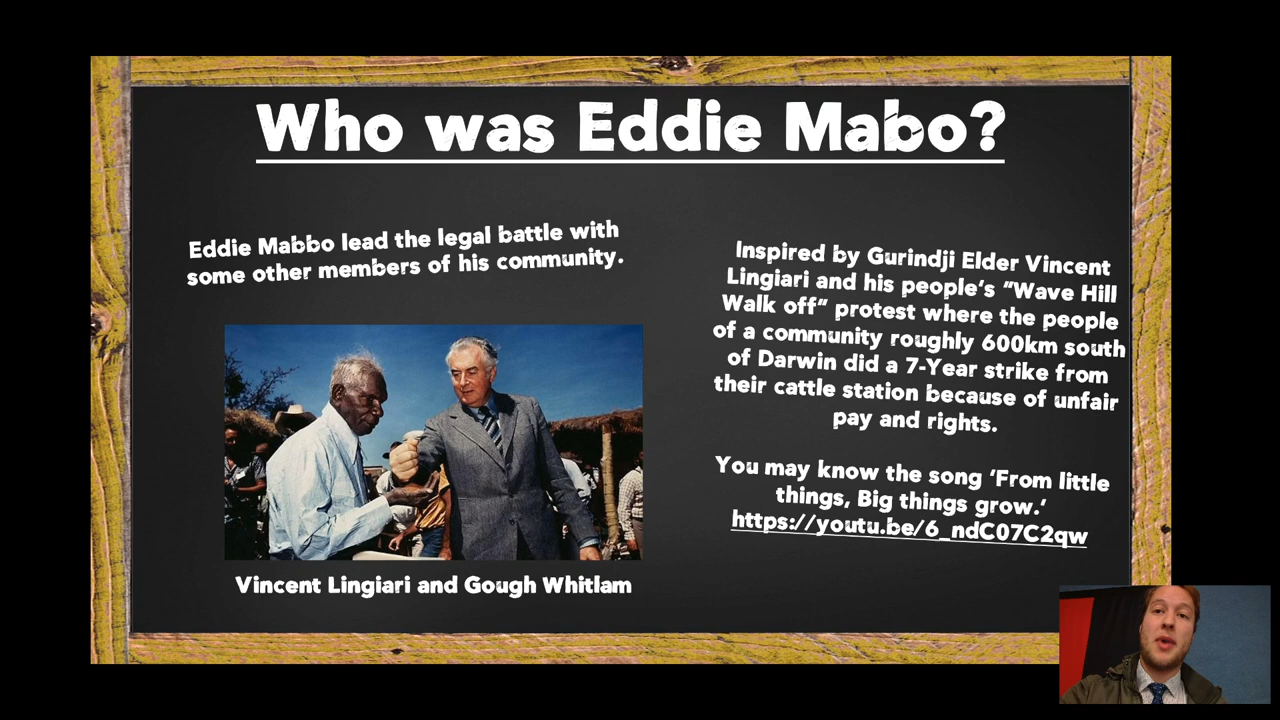 Who was Eddie Mabo?
Eddie Mabbo lead the legal battle with
some other members of his community.
Vincent Lingiari and Gough Whitlam
Inspired by Gurindji Elder Vincent
Lingiari and his people's "Wave Hill
Walk off" protest where the people
of a community roughly 600km south
of Darwin did a 7-Year strike from
their cattle station because of unfair
pay and rights.
You may know the song 'From little
things, Big things grow.'
https://youtu.be/6_ndC07C2qw